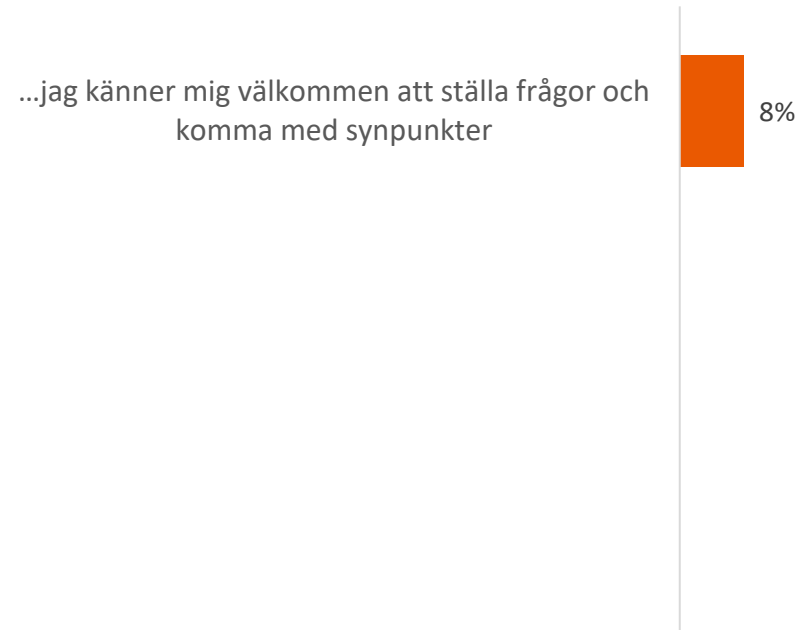 …jag känner mig välkommen att ställa frågor och
komma med synpunkter
8%